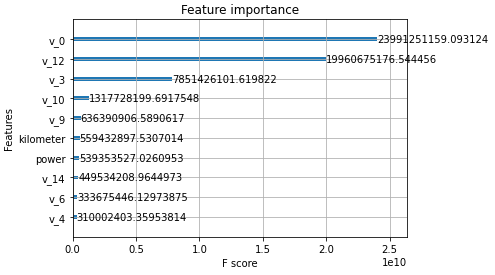 Feature importance
v_0 23991251159.093124
v_12 19960675176.544456
v_3 7851426101.619822
v_10 1317728199.6917548
v_9 636390906.5890617
kilometer 559432897.5307014
power 539353527.0260953
v_14 449534208.9644973
v_6 333675446.12973875
v_4 310002403.35953814
Features
0.0 0.5 1.0 1.5 2.0 2.5
1e10
F score